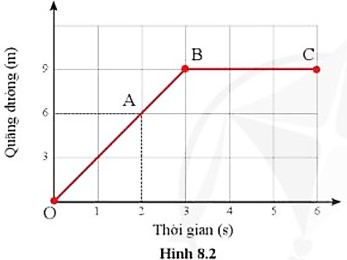 Quãng đường (m)
9
6
3
O
A
B
C
1 2 3 4 5 6
Thời gian (s)
Hình 8.2